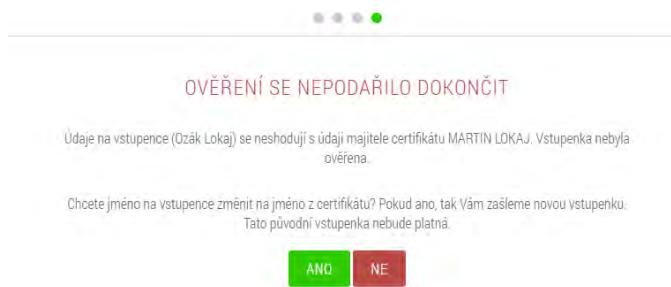 OVĚŘENÍ SE NEPODAŘILO DOKONČIT
Údaje na vstupence (Ozák Lokaj) se neshodují s údaji majitele certifikátu MARTIN LOKAJ. Vstupenka nebyla
ověřena.
Chcete jméno na vstupence změnit na jméno z certifikátu? Pokud ano, tak Vám zašleme novou vstupenku.
Tato původní vstupenka nebude platná.
ANO NE